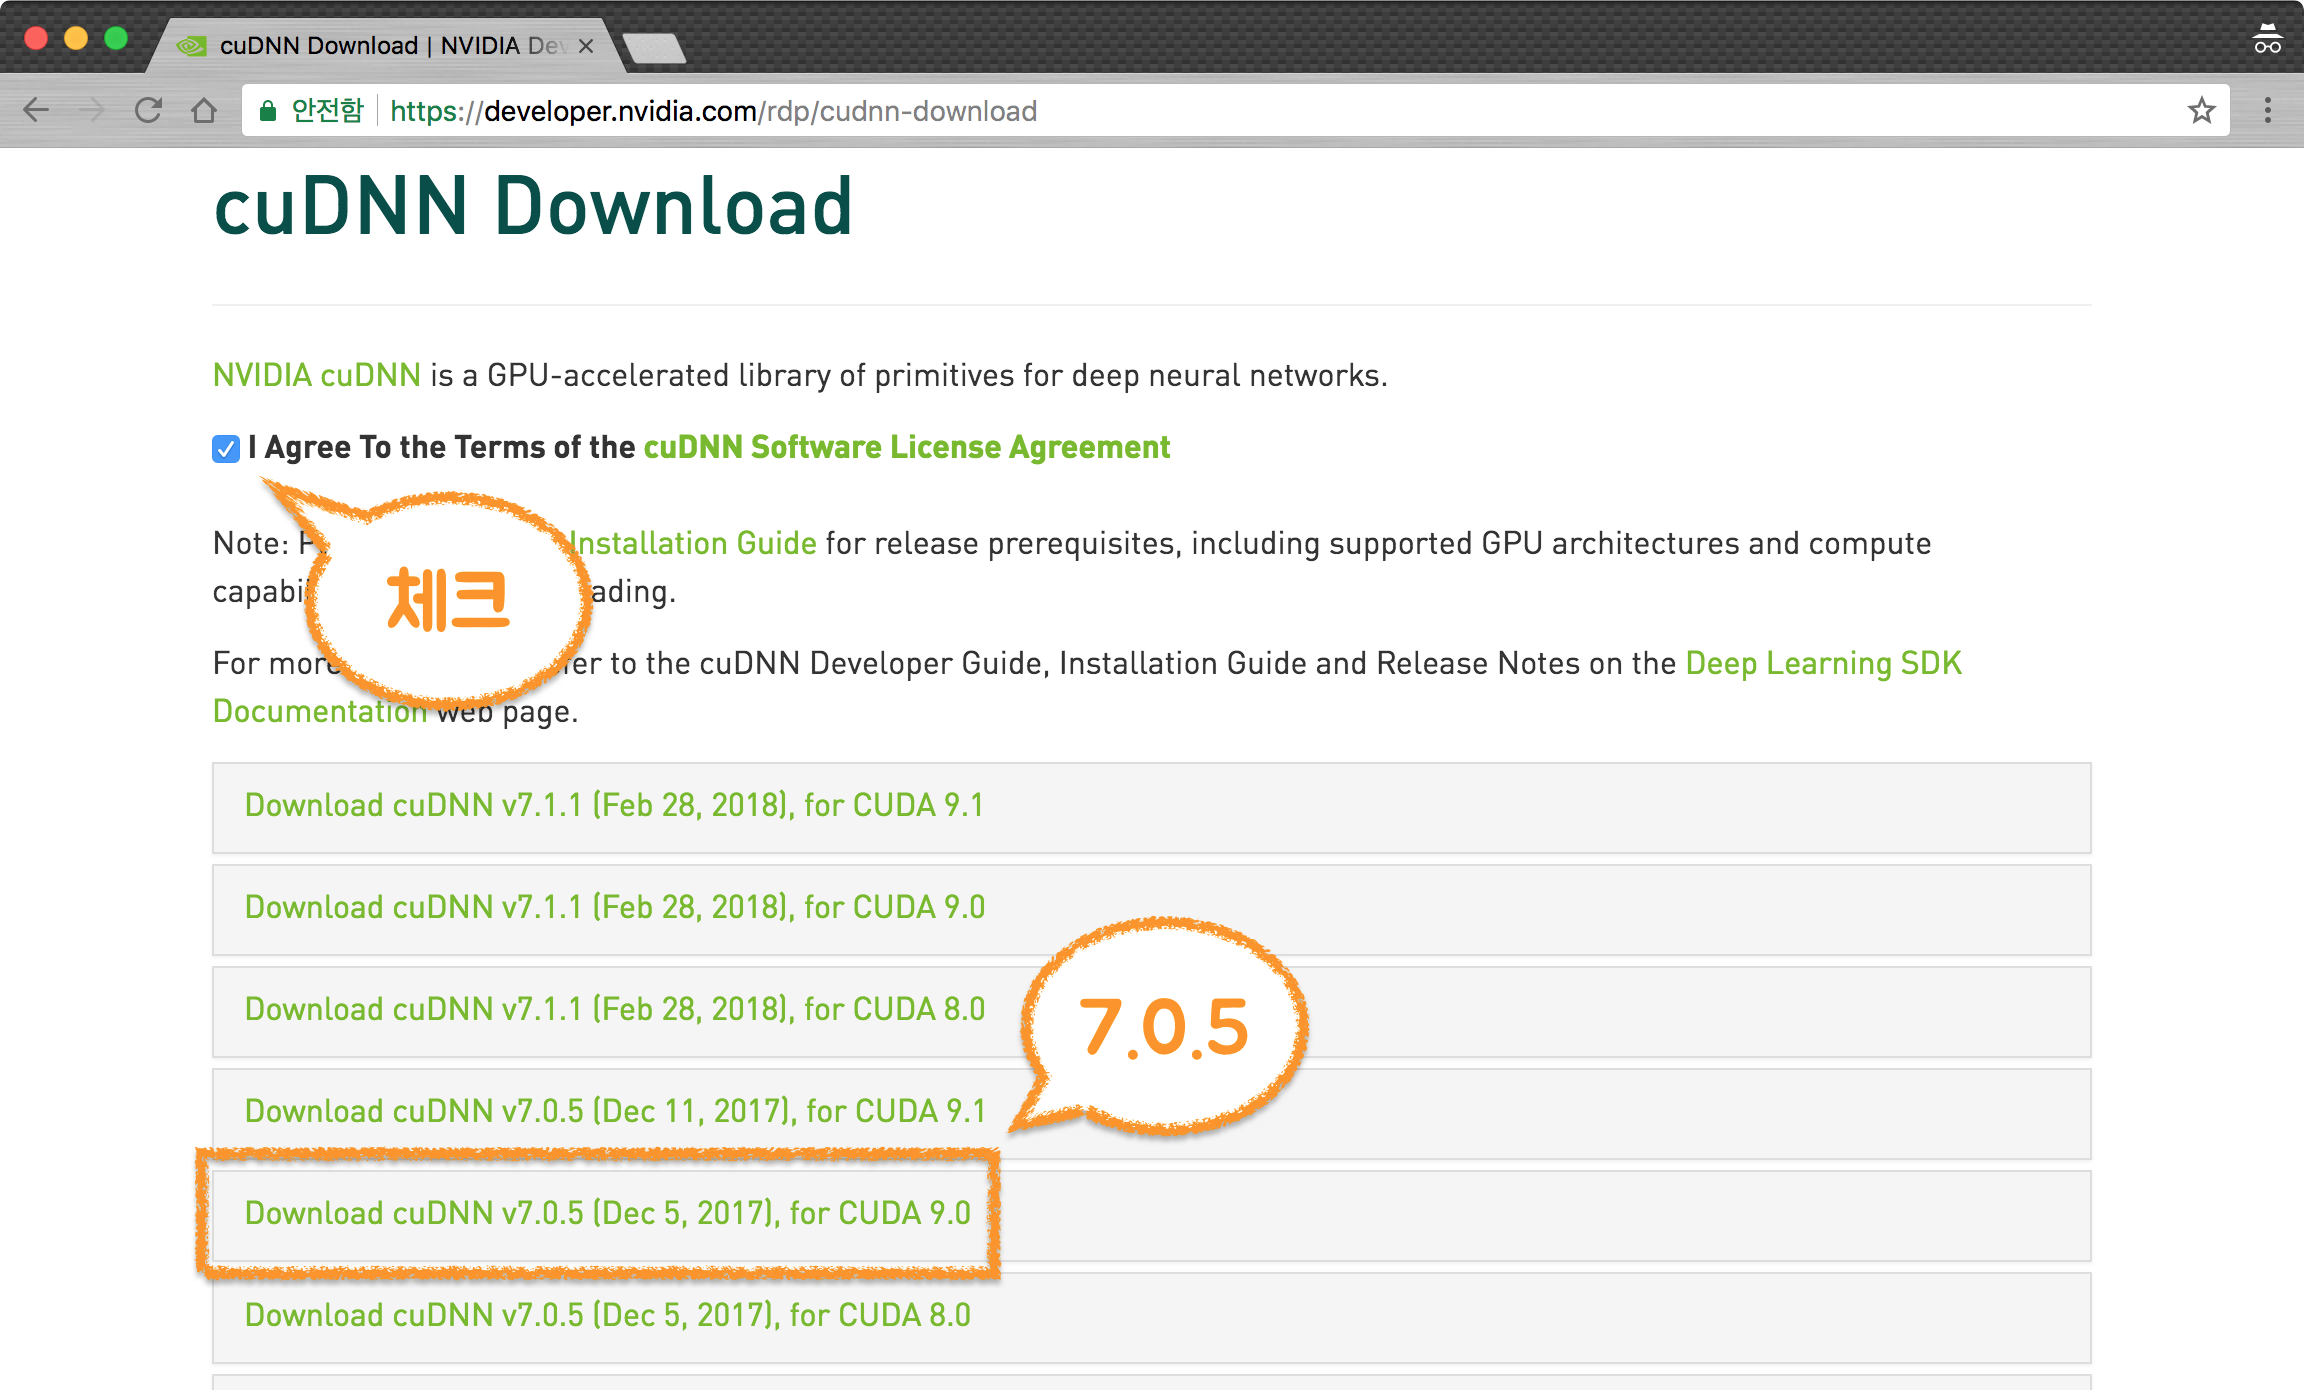 cuDNN Download | NVIDIA Dev
안전함 https://developer.nvidia.com/rdp/cudnn-download
cuDNN Download
NVIDIA cuDNN is a GPU-accelerated library of primitives for deep neural networks.
I Agree To the Terms of the cuDNN Software License Agreement
Note: Installation Guide for release prerequisites, including supported GPU architectures and compute
체크
For more to the cuDNN Developer Guide, Installation Guide and Release Notes on the Deep Learning SDK
Documentation web page.
Download cuDNN v7.1.1 (Feb 28, 2018), for CUDA 9.1
Download cuDNN v7.1.1 (Feb 28, 2018), for CUDA 9.0
Download cuDNN v7.1.1 (Feb 28, 2018), for CUDA 8.0
7.0.5
Download cuDNN v7.0.5 (Dec 11, 2017), for CUDA 9.1
Download cuDNN v7.0.5 (Dec 5, 2017), for CUDA 9.0
Download cuDNN v7.0.5 (Dec 5, 2017), for CUDA 8.0